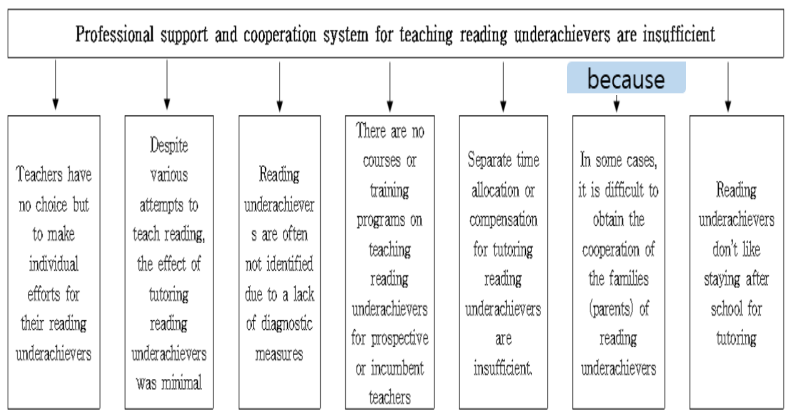 Professional support and cooperation system for teaching reading underachievers are insufficient
because
Teachers have
no choice but
to make
individual
efforts for
their reading
underachievers
Despite
various
attempts to
teach reading,
the effect of
tutoring
reading
underachievers
was minimal
Reading
underachiever
s are often
not identified
due to a lack
of diagnostic
measures
There are no
courses or
training
programs on
teaching
reading
underachievers
for prospective
or incumbent
teachers
Separate time
allocation or
compensation
for tutoring
reading
underachievers
are
insufficient.
In some cases,
it is difficult to
obtain the
cooperation of
the families
(parents) of
reading
underachievers
Reading
underachievers
don't like
staying after
school for
tutoring